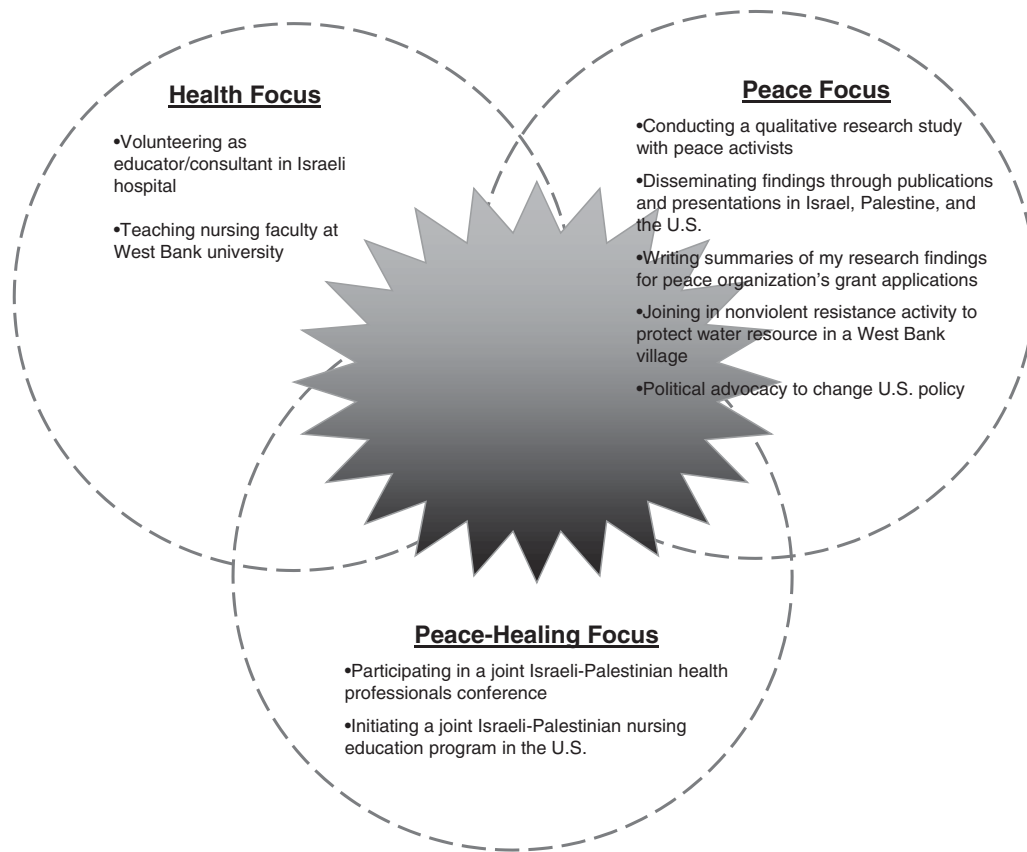 Health Focus
•Volunteering as
educator/consultant in Israeli
hospital
•Teaching nursing faculty at
West Bank university
Peace Focus
•Conducting a qualitative research study
with peace activists
•Disseminating findings through publications
and presentations in Israel, Palestine, and
the U.S.
•Writing summaries of my research findings
for peace organization’s grant applications
•Joining in nonviolent resistance activity to
protect water resource in a West Bank
village
•Political advocacy to change U.S. policy
Peace-Healing Focus
•Participating in a joint Israeli-Palestinian health
professionals conference
•Initiating a joint Israeli-Palestinian nursing
education program in the U.S.